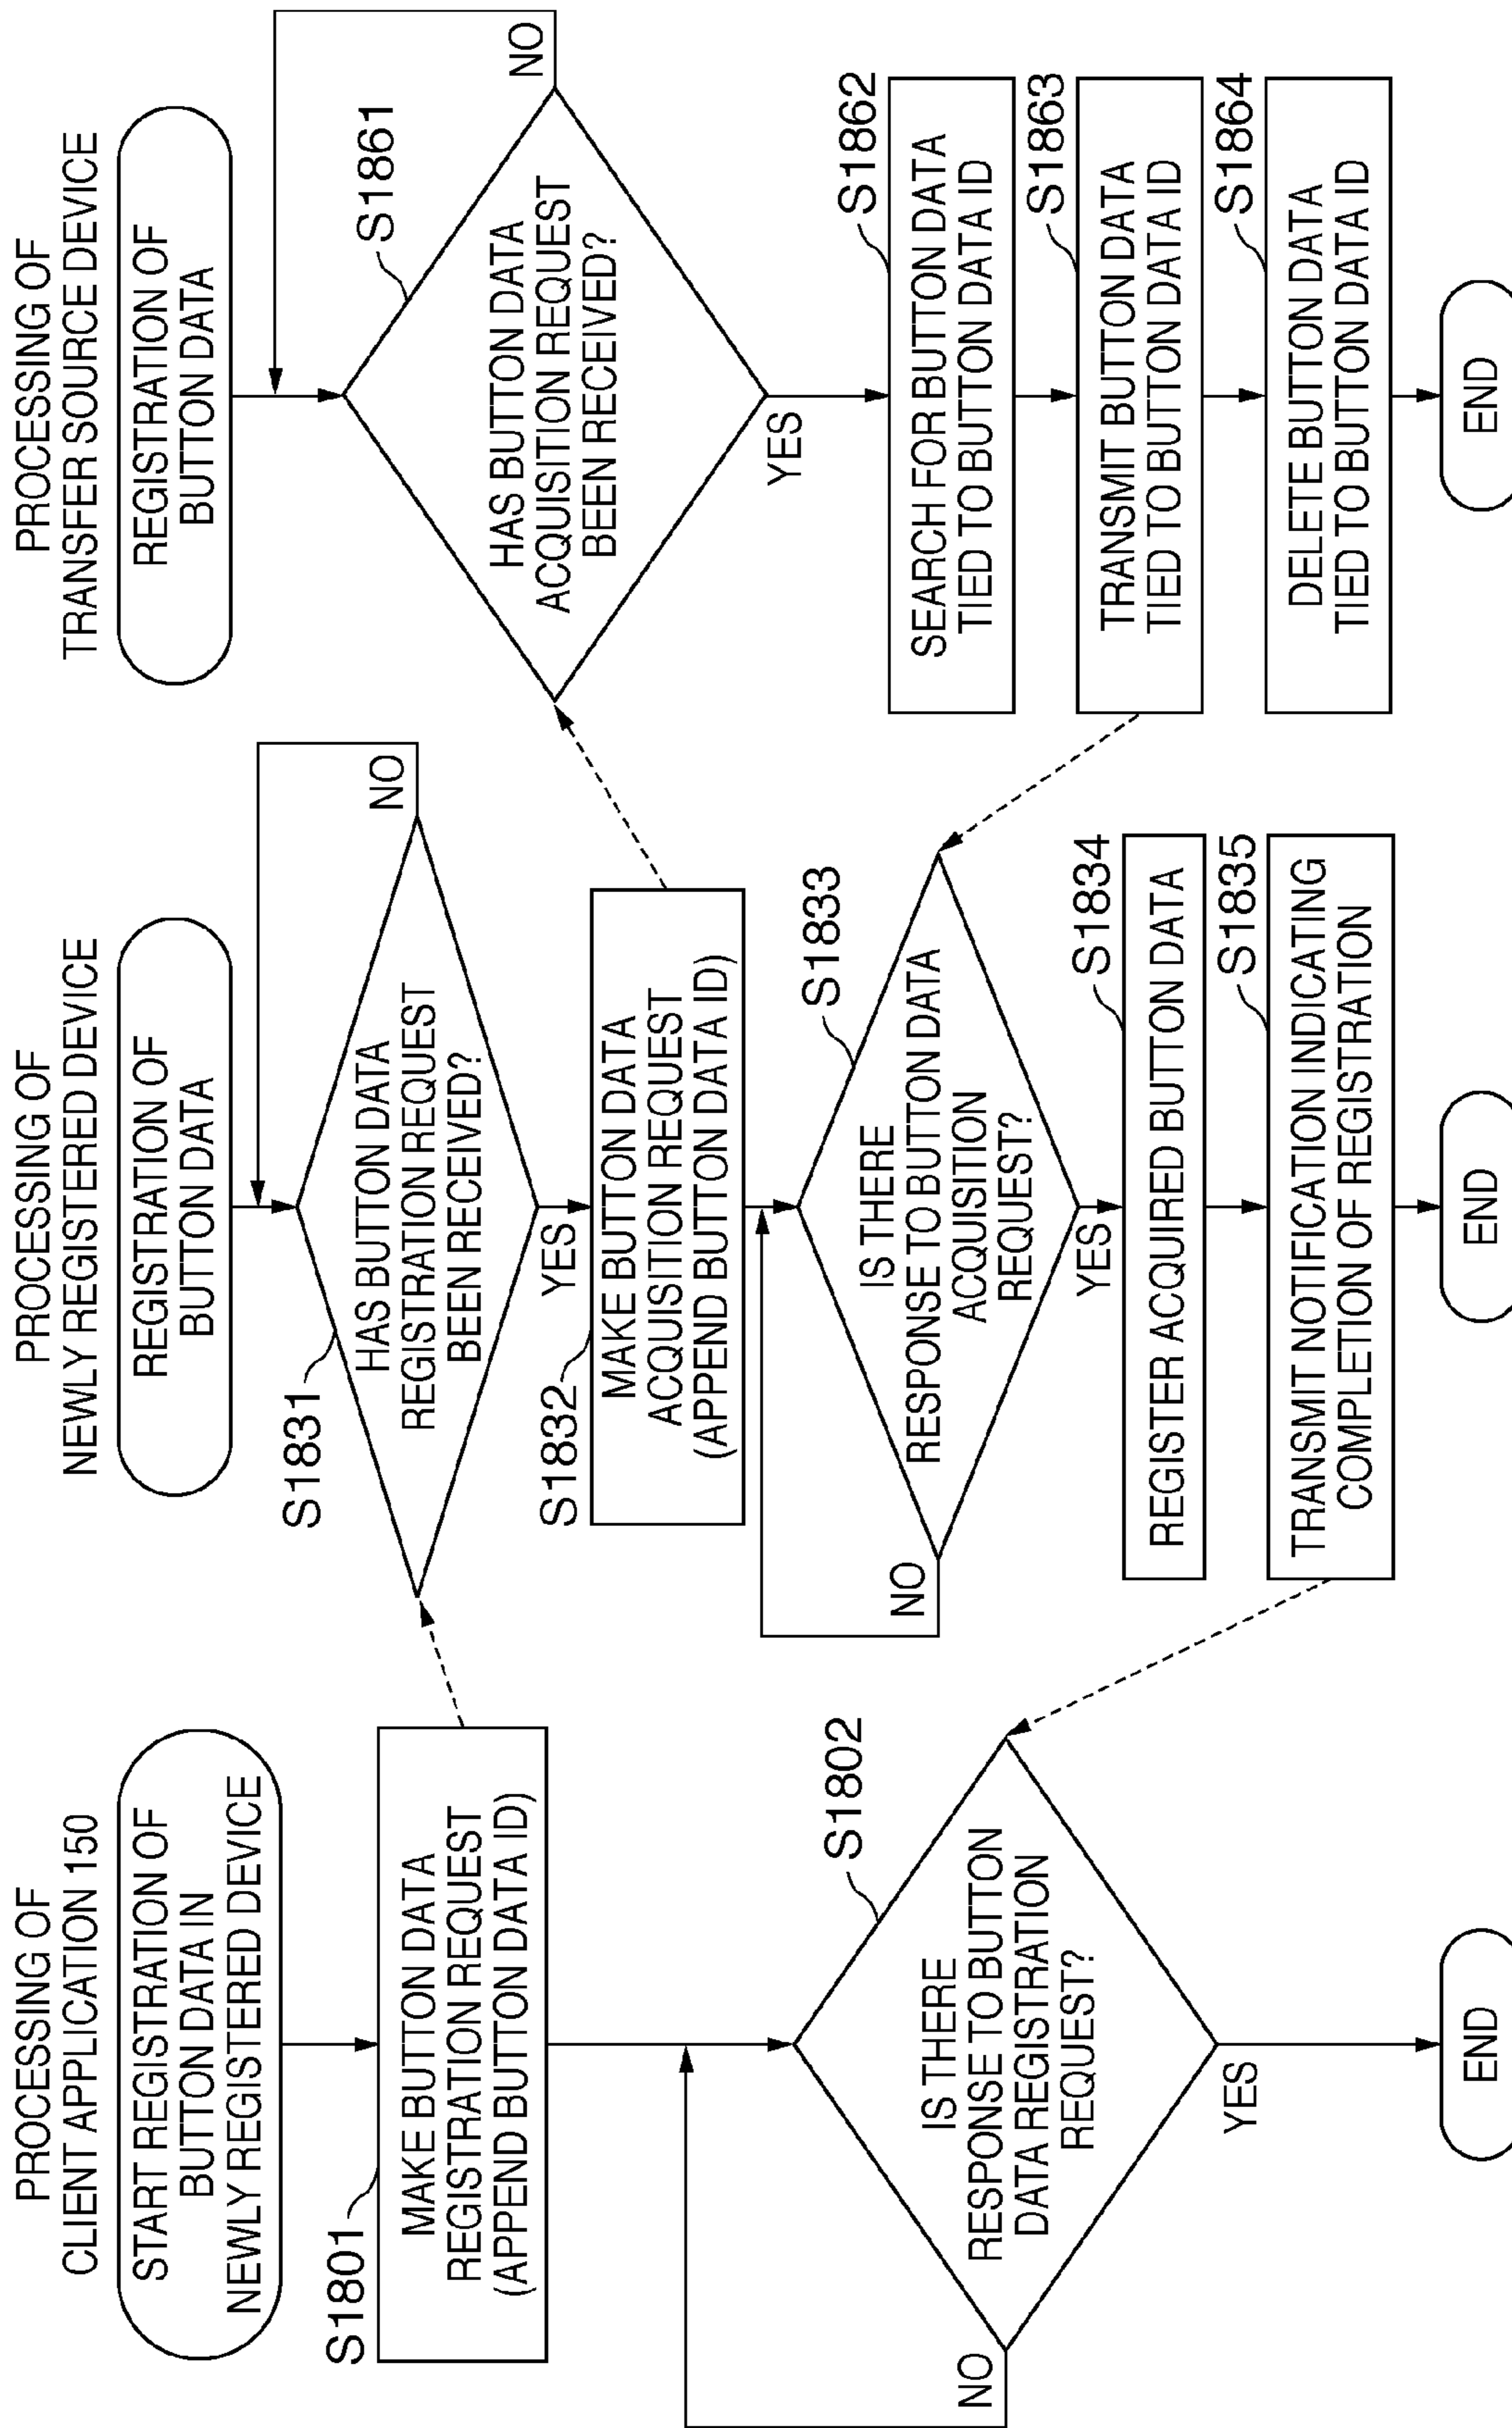 PROCESSING OF
CLIENT APPLICATION 150
START REGISTRATION OF
BUTTON DATA IN
NEWLY REGISTERED DEVICE
S1801
MAKE BUTTON DATA
REGISTRATION REQUEST
(APPEND BUTTON DATA ID)
S1802
IS THERE
RESPONSE TO BUTTON
DATA REGISTRATION
REQUEST?
NO
YES
END
PROCESSING OF
NEWLY REGISTERED DEVICE
REGISTRATION OF
BUTTON DATA
S1831
HAS BUTTON DATA
REGISTRATION REQUEST
BEEN RECEIVED?
NO
YES
S1832
MAKE BUTTON DATA
ACQUISITION REQUEST
(APPEND BUTTON DATA ID)
S1833
IS THERE
RESPONSE TO BUTTON DATA
ACQUISITION
REQUEST?
NO
YES
S1834
REGISTER ACQUIRED BUTTON DATA
S1835
TRANSMIT NOTIFICATION INDICATING
COMPLETION OF REGISTRATION
END
PROCESSING OF
TRANSFER SOURCE DEVICE
REGISTRATION OF
BUTTON DATA
S1861
HAS BUTTON DATA
ACQUISITION REQUEST
BEEN RECEIVED?
NO
YES
S1862
SEARCH FOR BUTTON DATA
TIED TO BUTTON DATA ID
S1863
TRANSMIT BUTTON DATA
TIED TO BUTTON DATA ID
S1864
DELETE BUTTON DATA
TIED TO BUTTON DATA ID
END